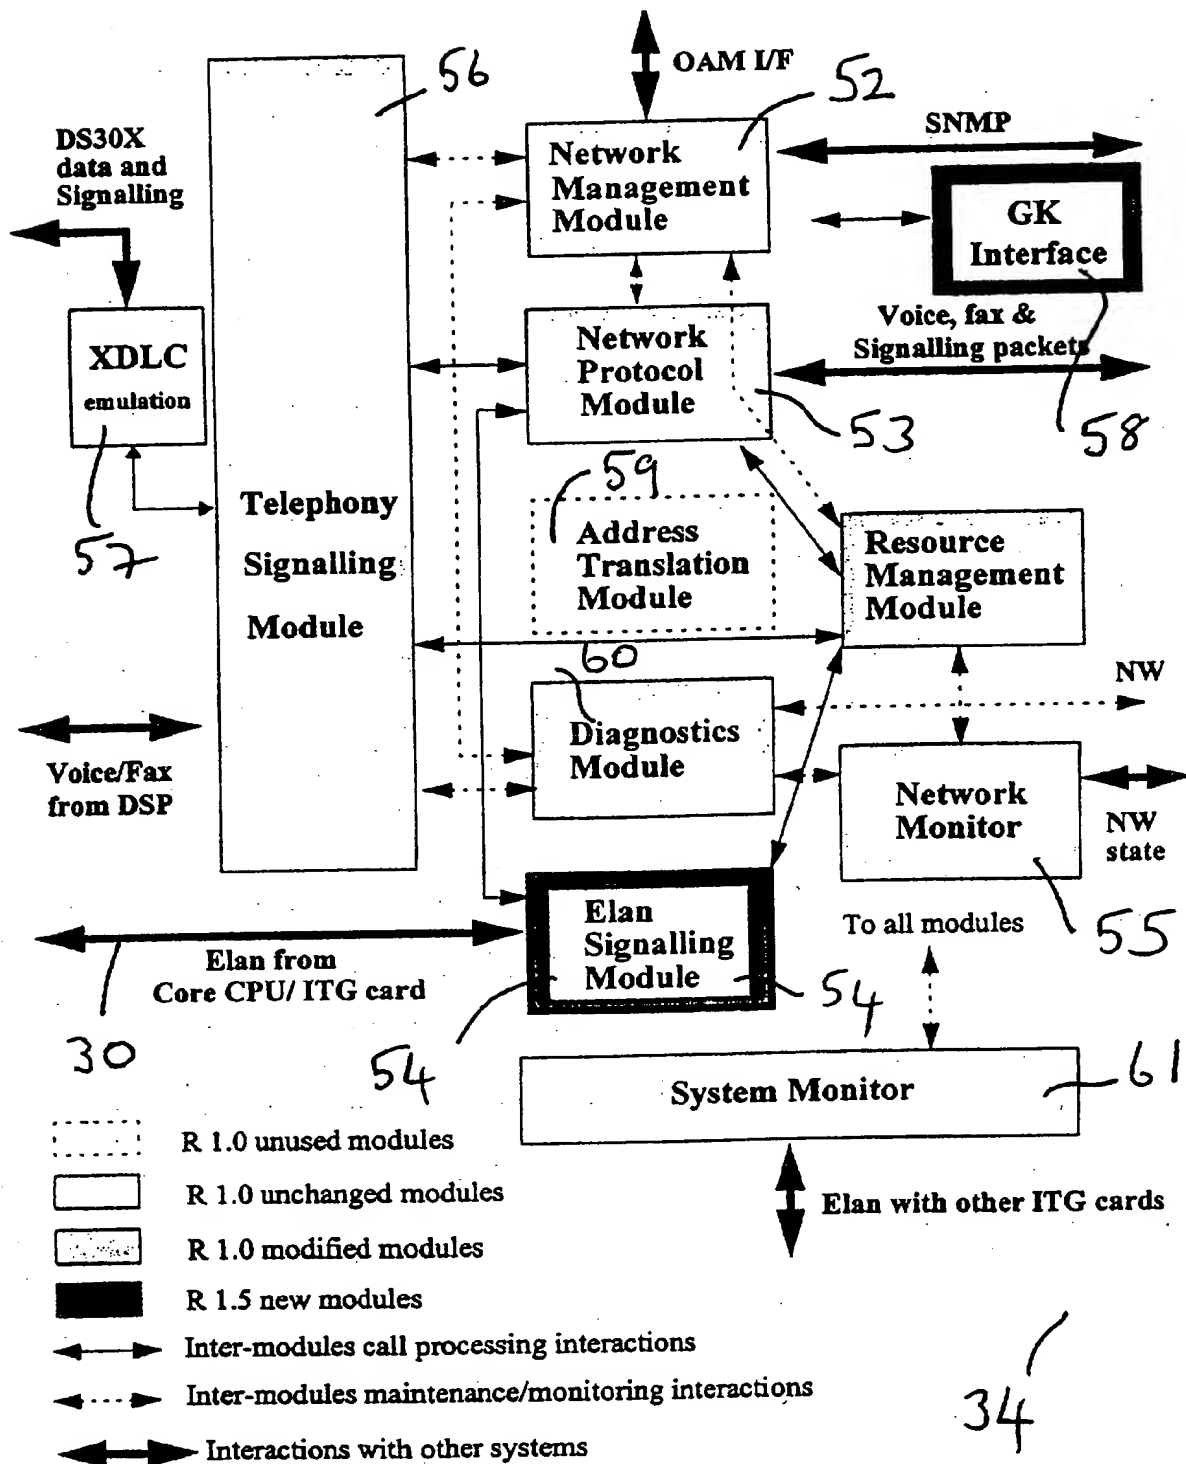 OAM I/F
56
52
DS30X
data and
Signalling
Network
Management
Module
SNMP
GK
Interface
XDLC
emulation
Network
Protocol
Module
Voice, fax &
Signalling packets
53
58
59
57
Telephony
Signalling
Module
Address
Translation
Module
Resource
Management
Module
60
NW
Voice/Fax
from DSP
Diagnostics
Module
Network
Monitor
NW
state
Elan
Signalling
Module
To all modules
55
Elan from
Core CPU/ ITG card
54
30
54
System Monitor
61
R 1.0 unused modules
R 1.0 unchanged modules
Elan with other ITG cards
R 1.0 modified modules
R 1.5 new modules
Inter-modules call processing interactions
Inter-modules maintenance/monitoring interactions
34
Interactions with other systems